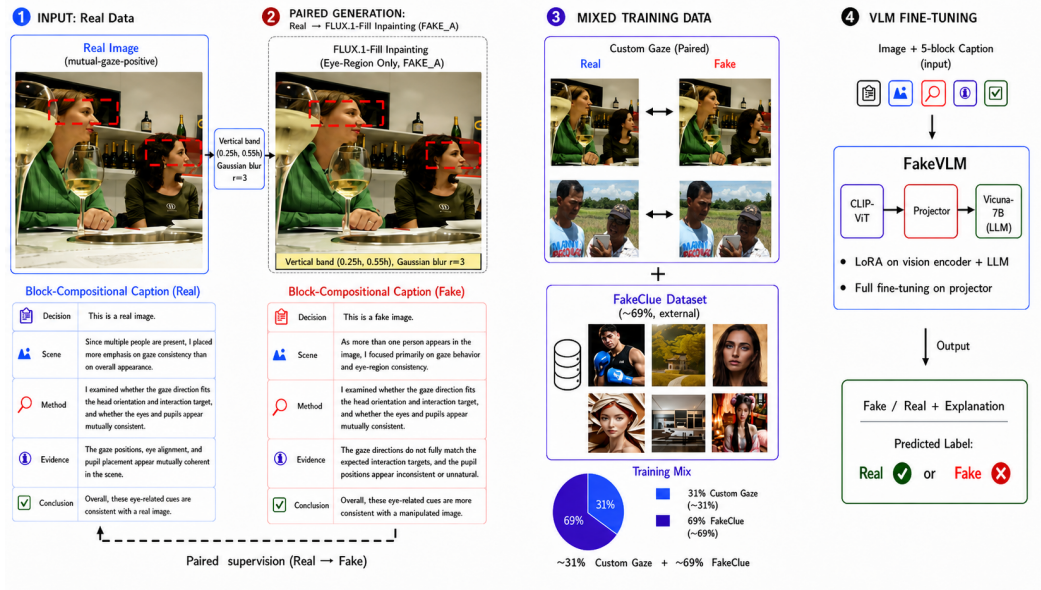 1 INPUT: Real Data
Real Image
(mutual-gaze-positive)
2 PAIRED GENERATION:
Real → FLUX.1-Fill Inpainting (FAKE_A)
FLUX.1-Fill Inpainting
(Eye-Region Only, FAKE_A)
Vertical band
(0.25h, 0.55h)
Gaussian blur
r=3
Vertical band (0.25h, 0.55h), Gaussian blur r=3
Block-Compositional Caption (Real)
Decision
This is a real image.
Scene
Since multiple people are present, I placed
more emphasis on gaze consistency than
on overall appearance.
Method
I examined whether the gaze direction fits
the head orientation and interaction target,
and whether the eyes and pupils appear
mutually consistent.
Evidence
The gaze positions, eye alignment, and
pupil placement appear mutually coherent
in the scene.
Conclusion
Overall, these eye-related cues are
consistent with a real image.
Block-Compositional Caption (Fake)
Decision
This is a fake image.
Scene
As more than one person appears in the
image, I focused primarily on gaze behavior
and eye-region consistency.
Method
I examined whether the gaze direction fits
the head orientation and interaction target,
and whether the eyes and pupils appear
mutually consistent.
Evidence
The gaze directions do not fully match the
expected interaction targets, and the pupil
positions appear inconsistent or unnatural.
Conclusion
Overall, these eye-related cues are more
consistent with a manipulated image.
Paired supervision (Real → Fake)
3 MIXED TRAINING DATA
Custom Gaze (Paired)
Real Fake
+
FakeClue Dataset
(~69%, external)
Training Mix
31%
69%
31% Custom Gaze
(~31%)
69% FakeClue
(~69%)
~31% Custom Gaze + ~69% FakeClue
4 VLM FINE-TUNING
Image + 5-block Caption
(input)
FakeVLM
CLIP-
ViT
Projector
Vicuna-
7B
(LLM)
• LoRA on vision encoder + LLM
• Full fine-tuning on projector
Output
Fake / Real + Explanation
Predicted Label:
Real or Fake